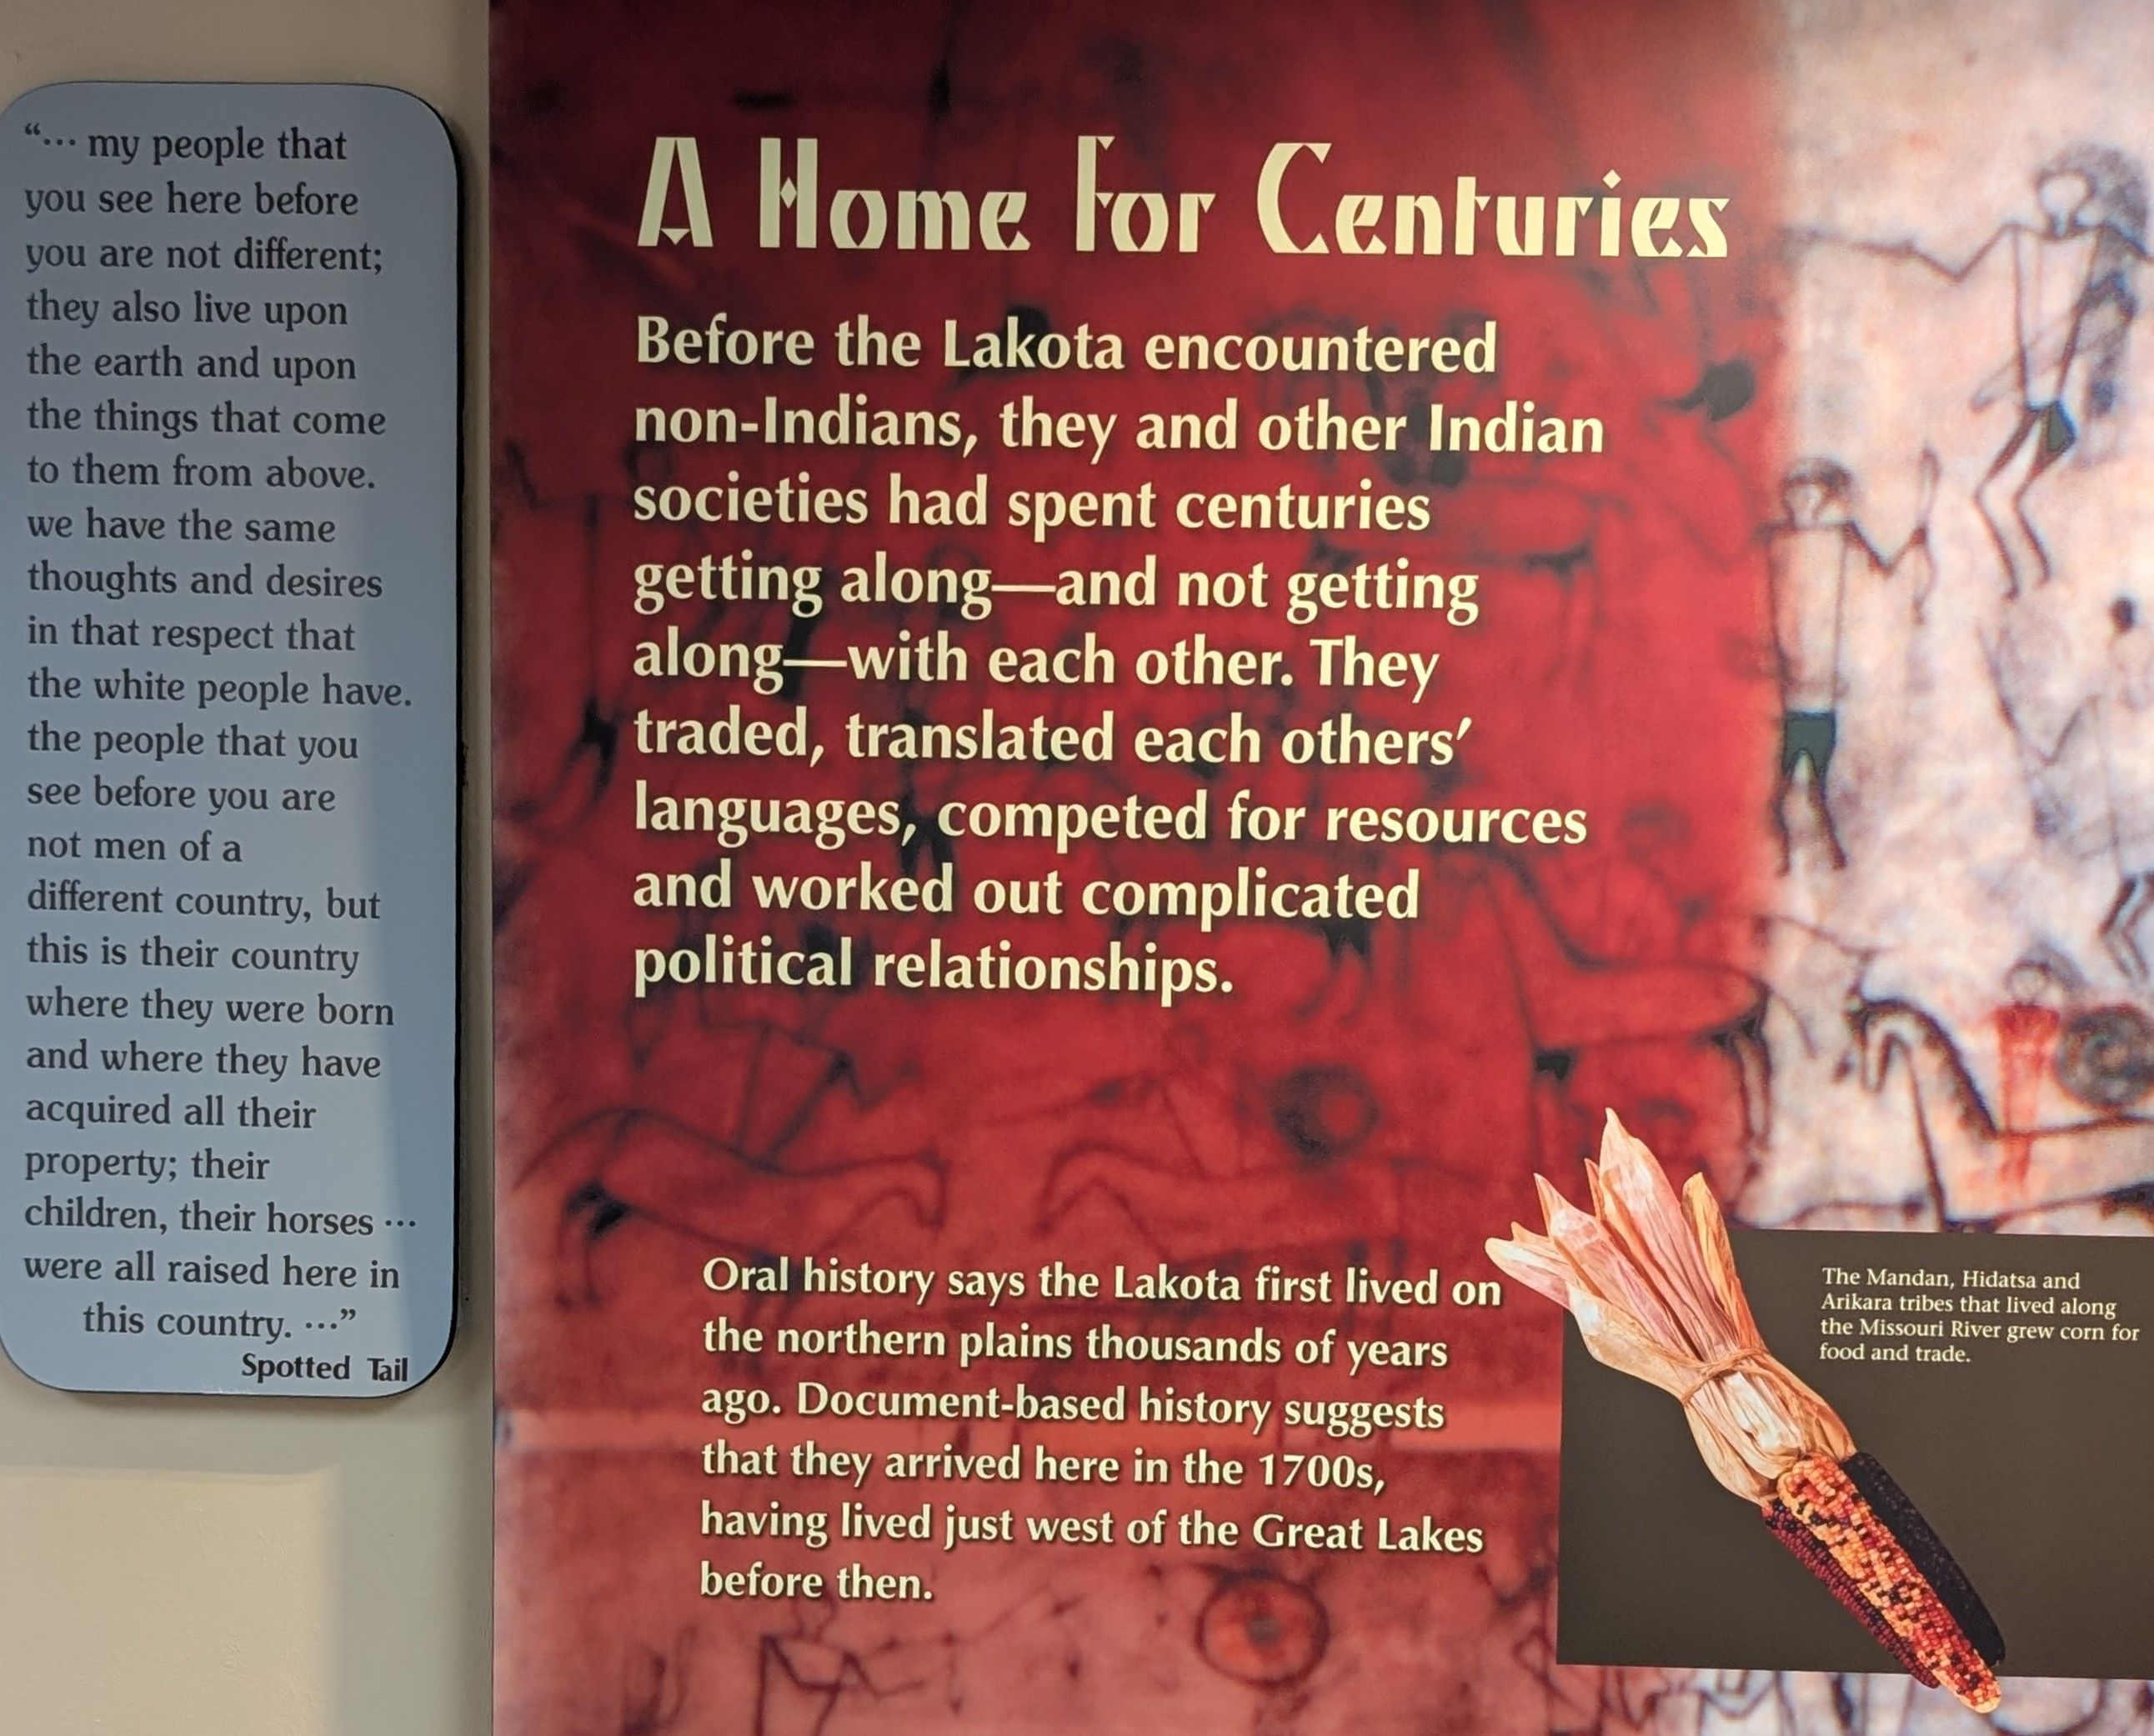 “··· my people that
you see here before
you are not different;
they also live upon
the earth and upon
the things that come
to them from above.
we have the same
thoughts and desires
in that respect that
the white people have.
the people that you
see before you are
not men of a
different country, but
this is their country
where they were born
and where they have
acquired all their
property; their
children, their horses ···
were all raised here in
this country. ···”
Spotted Tail
A Home for Centuries
Before the Lakota encountered
non-Indians, they and other Indian
societies had spent centuries
getting along—and not getting
along—with each other. They
traded, translated each others’
languages, competed for resources
and worked out complicated
political relationships.
Oral history says the Lakota first lived on
the northern plains thousands of years
ago. Document-based history suggests
that they arrived here in the 1700s,
having lived just west of the Great Lakes
before then.
The Mandan, Hidatsa and
Arikara tribes that lived along
the Missouri River grew corn for
food and trade.